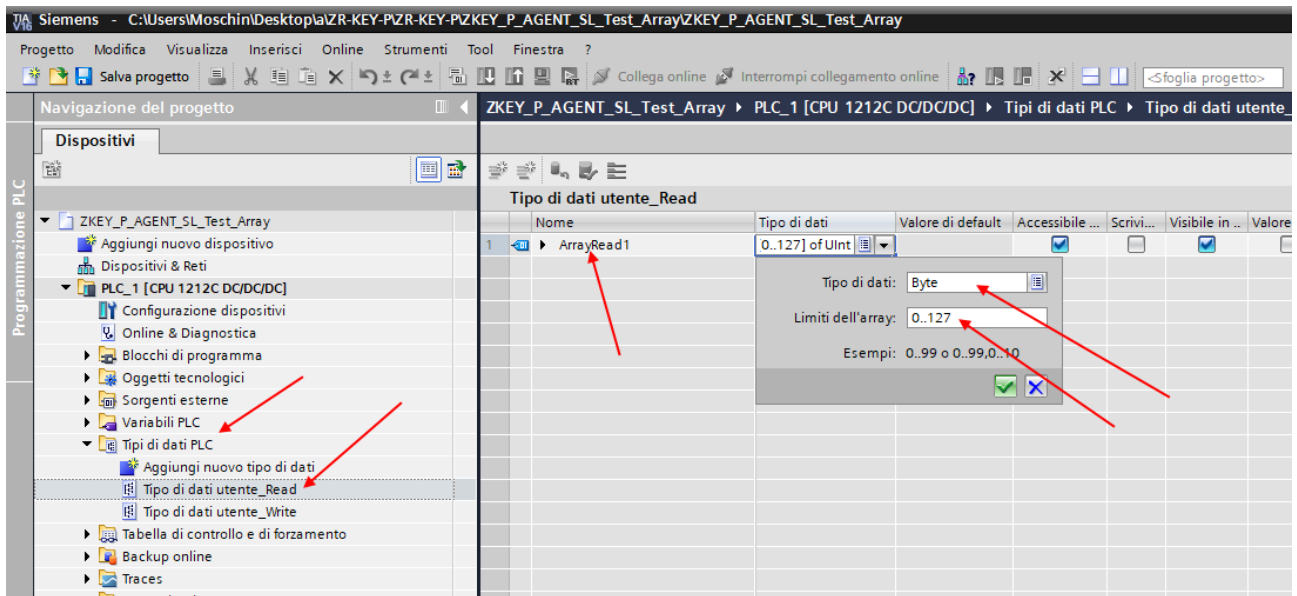 Siemens - C:\Users\Moschin\Desktop\a\ZR-KEY-P\ZR-KEY-P\ZKEY_P_AGENT_SL_Test_Array\ZKEY_P_AGENT_SL_Test_Array
Progetto Modifica Visualizza Inserisci Online Strumenti Tool Finestra ?
Salva progetto Collega online Interrompi collegamento online <Sfoglia progetto>
Navigazione del progetto
ZKEY_P_AGENT_SL_Test_Array PLC_1 [CPU 1212C DC/DC/DC] Tipi di dati PLC Tipo di dati utente_
Dispositivi
Programmazione PLC
Tipo di dati utente_Read
Nome Tipo di dati Valore di default Accessibile ... Scrivi... Visibile in .. Valore
1 ArrayRead1 0..127] of UInt
Tipo di dati: Byte
Limiti dell'array: 0..127
Esempi: 0..99 o 0..99,0..10
ZKEY_P_AGENT_SL_Test_Array
Aggiungi nuovo dispositivo
Dispositivi & Reti
PLC_1 [CPU 1212C DC/DC/DC]
Configurazione dispositivi
Online & Diagnostica
Blocchi di programma
Oggetti tecnologici
Sorgenti esterne
Variabili PLC
Tipi di dati PLC
Aggiungi nuovo tipo di dati
Tipo di dati utente_Read
Tipo di dati utente_Write
Tabella di controllo e di forzamento
Backup online
Traces